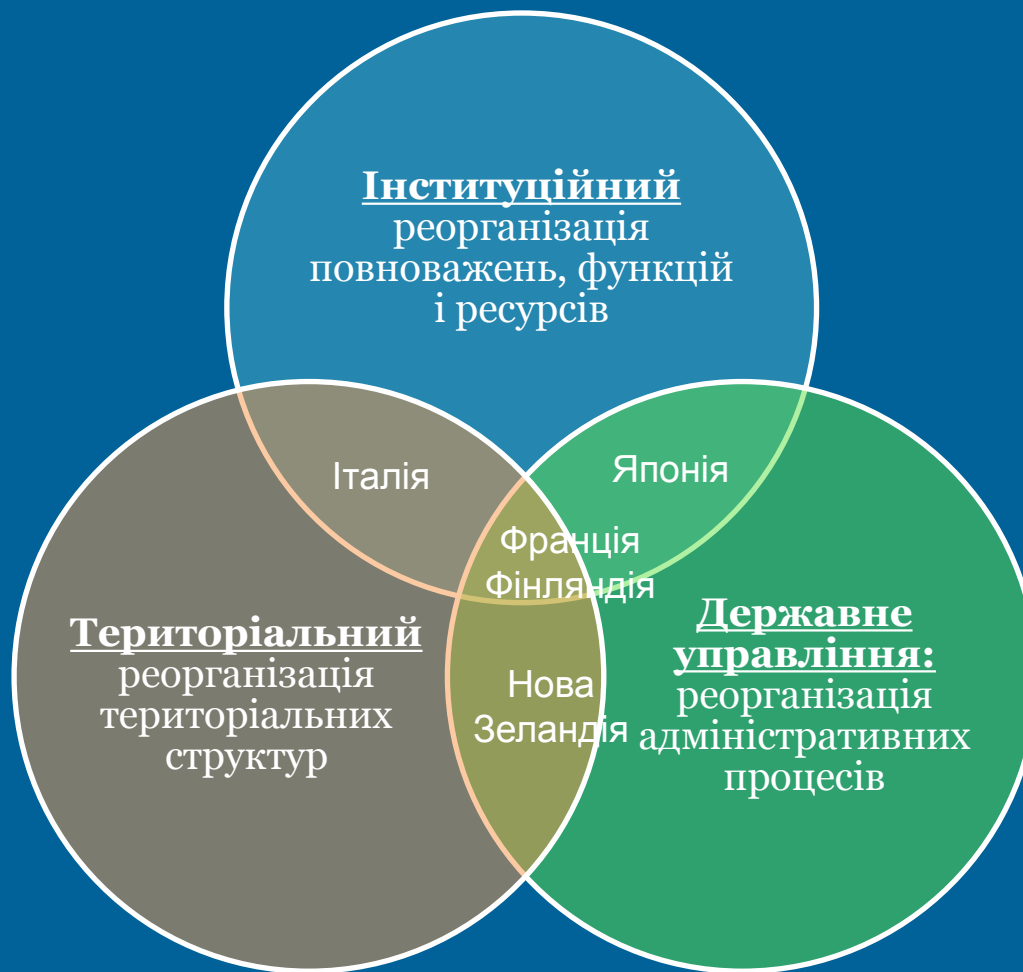 Інституційний
реорганізація
повноважень, функцій
і ресурсів
Італія
Японія
Франція
Фінляндія
Територіальний
реорганізація
територіальних
структур
Нова
Зеландія
Державне
управління:
реорганізація
адміністративних
процесів